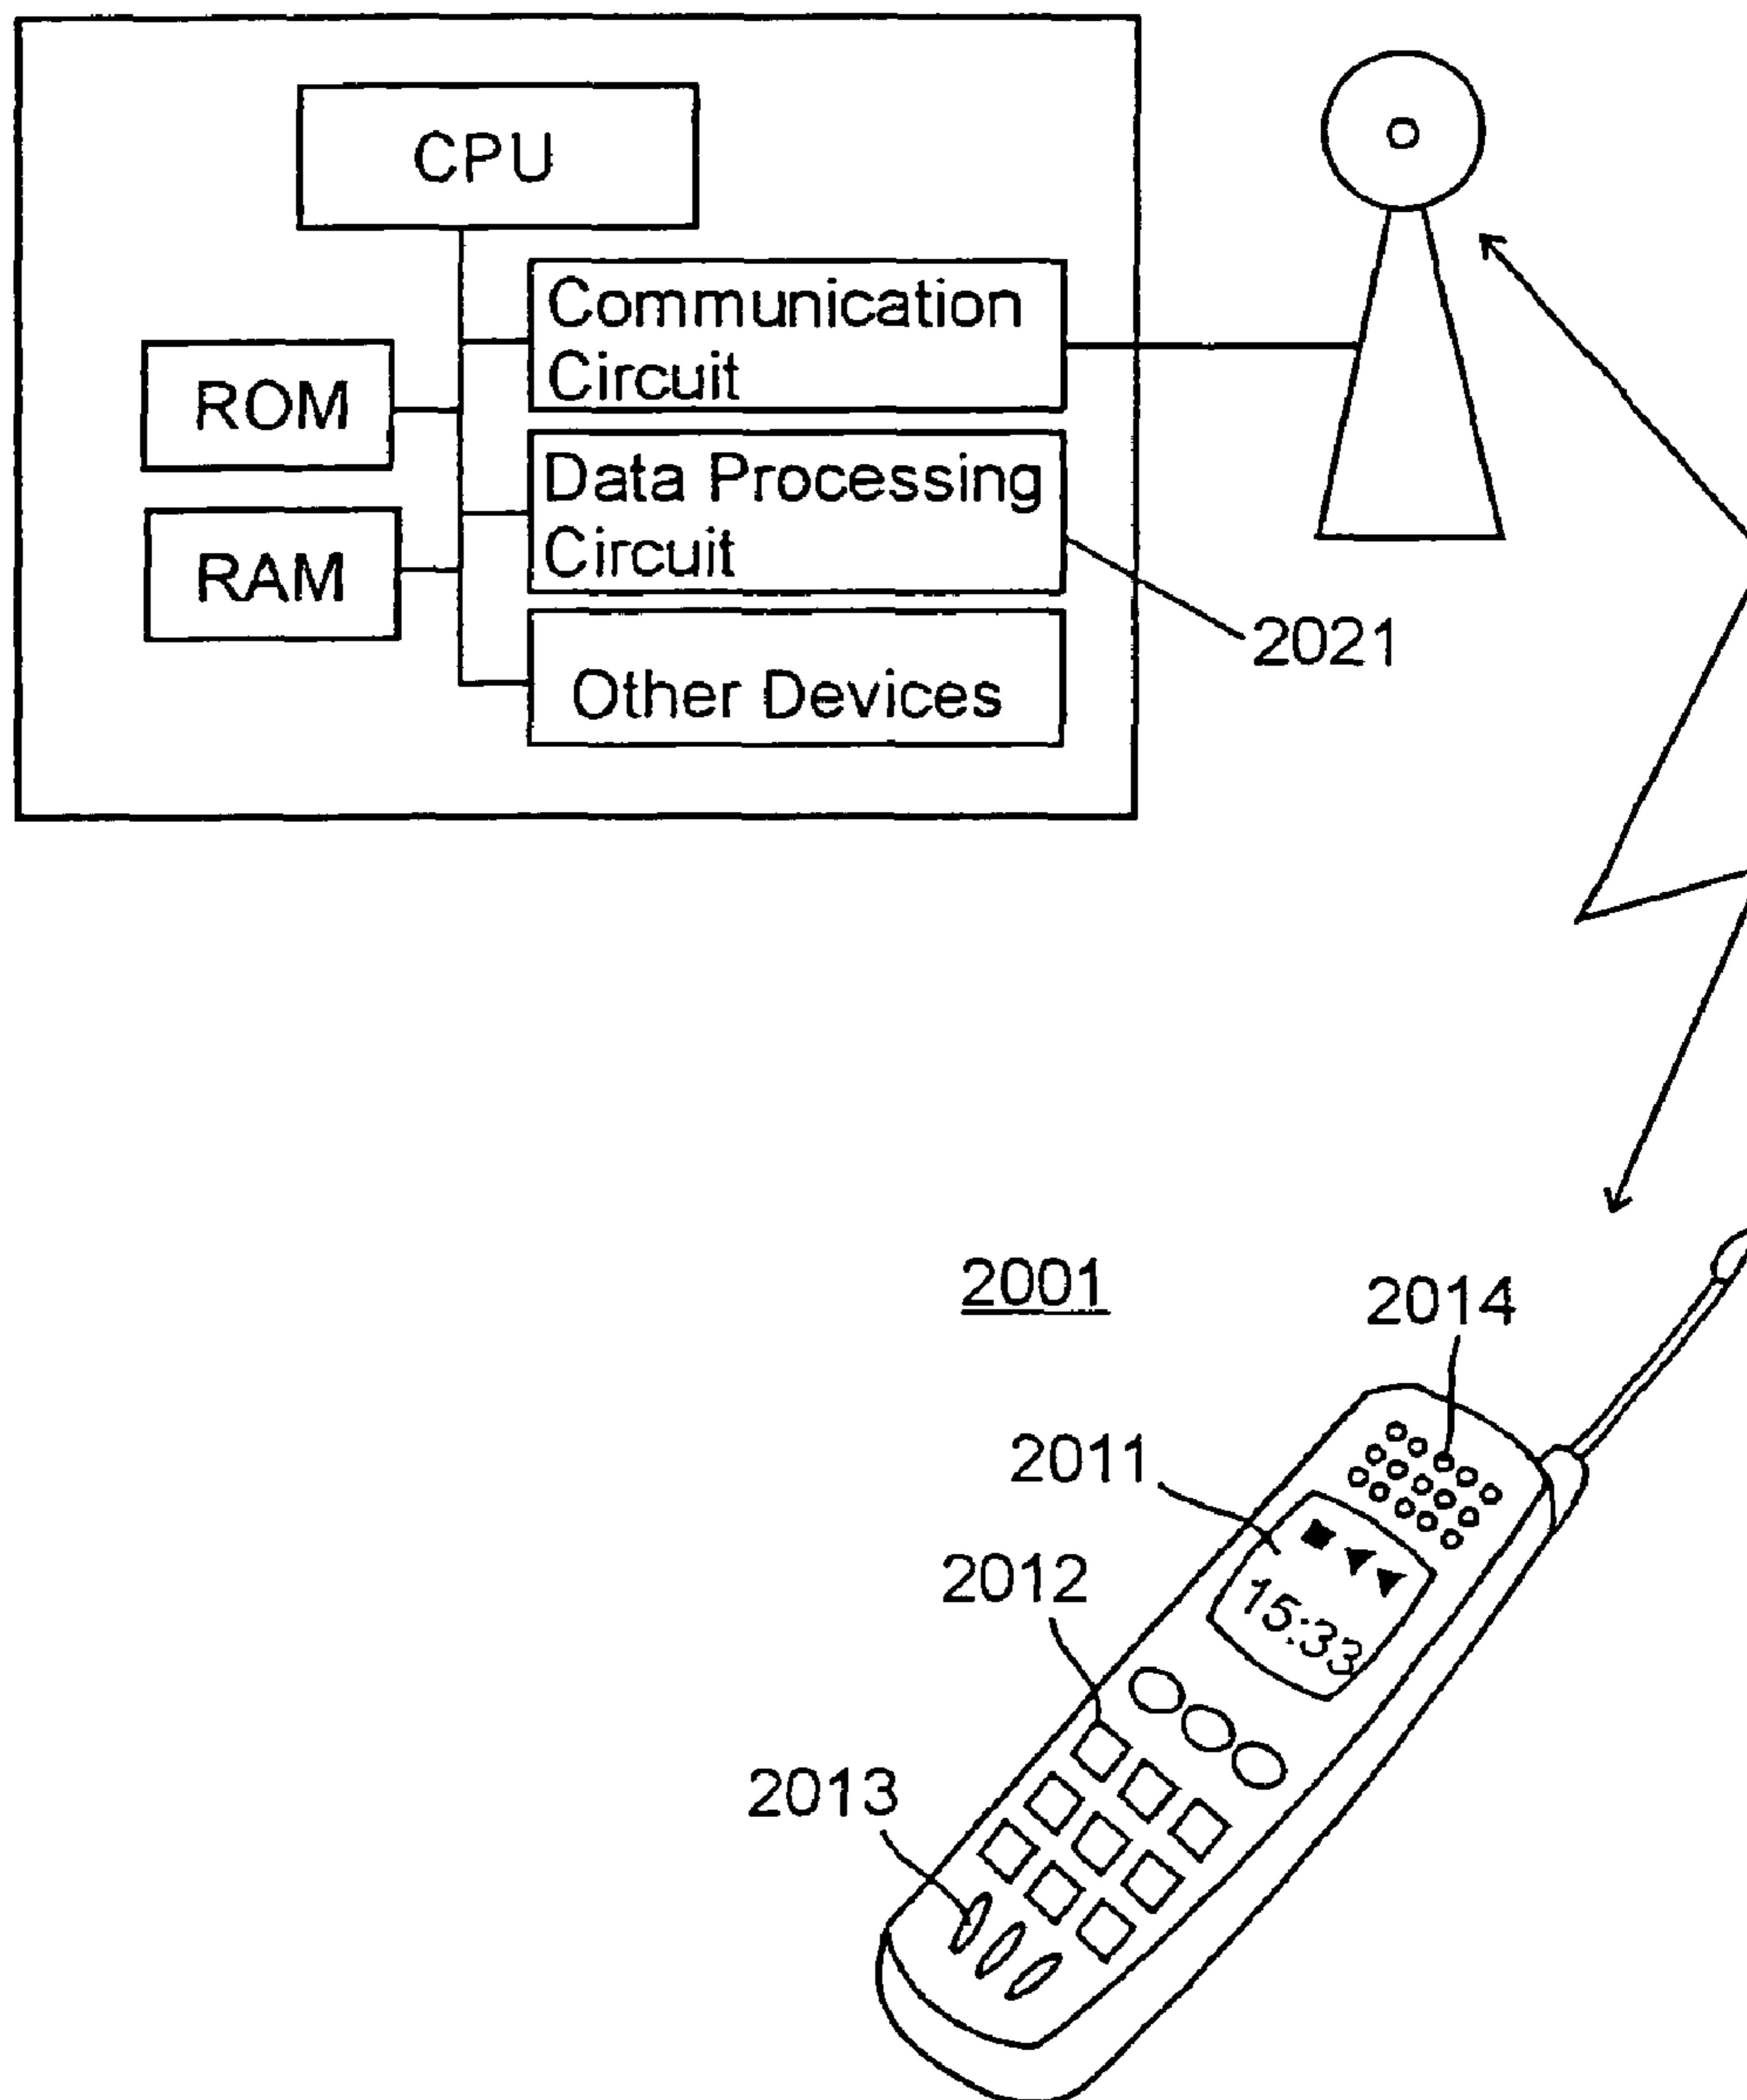 CPU
Communication
Circuit
ROM
Data Processing
Circuit
RAM
2021
Other Devices
2001
2014
2011
2012
15:33
2013